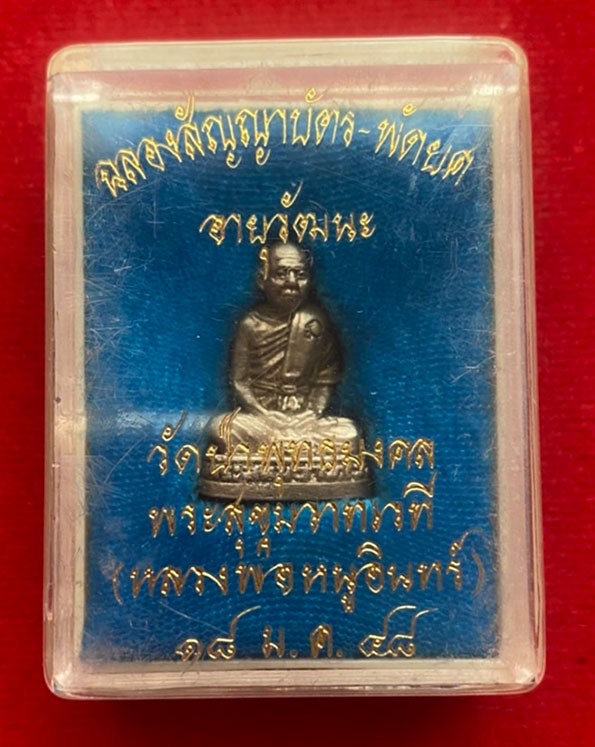 ฉลองสัญญาบัตร-พัดยศ
อายุวัฒนะ
วัดป่าพุทธมงคล
พระสุขุมวาทเวที
(หลวงพ่อหนูอินทร์)
๑๘ ม.ค. ๔๘